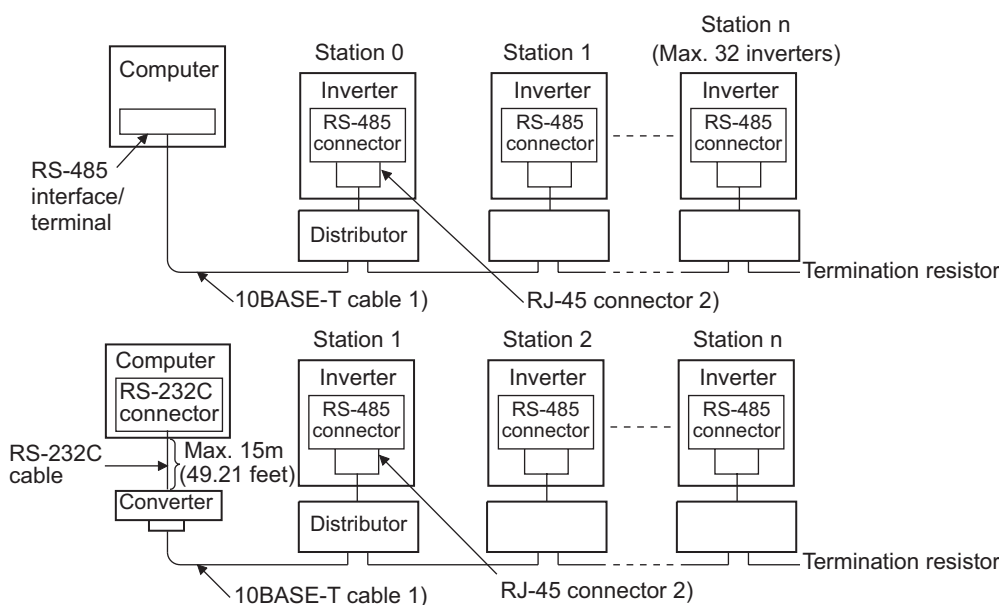 Station n
Station 0
Station 1
(Max. 32 inverters)
Computer
Inverter
Inverter
Inverter
RS-485
connector
RS-485
connector
RS-485
connector
RS-485
interface/
terminal
Distributor
Termination resistor
10BASE-T cable 1)
RJ-45 connector 2)
Station 1
Station 2
Station n
Computer
RS-232C
connector
Inverter
Inverter
Inverter
RS-485
connector
RS-485
connector
RS-485
connector
RS-232C
cable
Max. 15m
(49.21 feet)
Converter
Distributor
Termination resistor
10BASE-T cable 1)
RJ-45 connector 2)